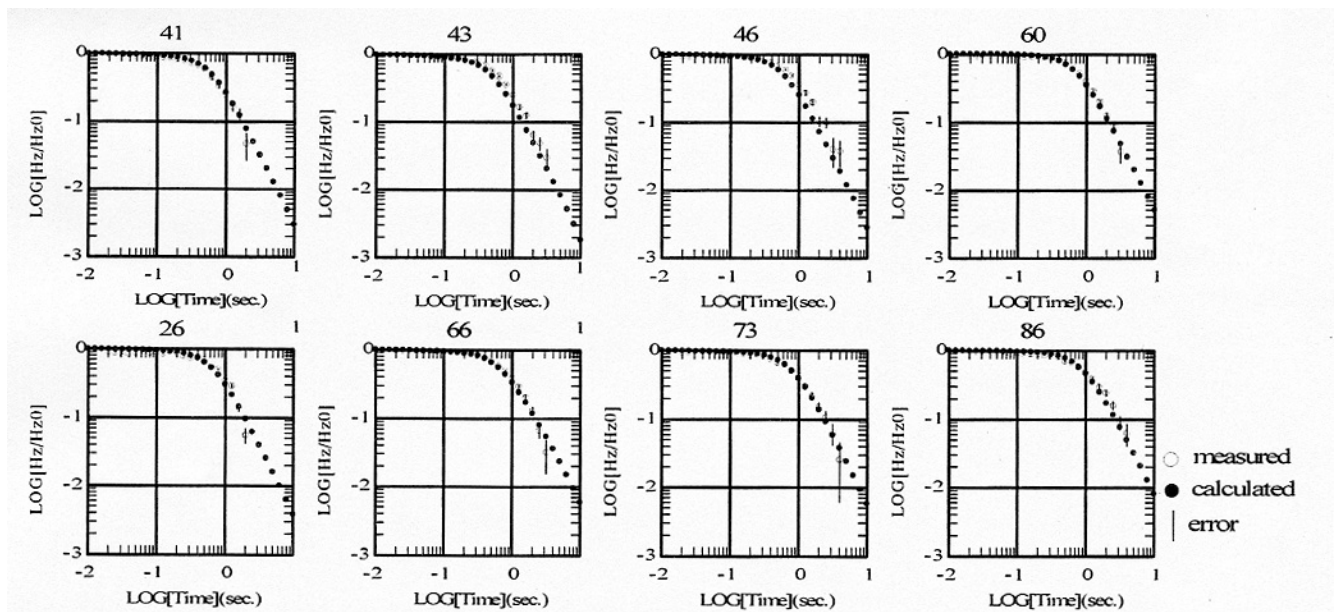 41 43 46 60
0 0 0 0
LOG[Hz/Hz0] LOG[Hz/Hz0] LOG[Hz/Hz0] LOG[Hz/Hz0]
-1 -1 -1 -1
-2 -2 -2 -2
-3 -3 -3 -3
-2 -1 0 1 -2 -1 0 1 -2 -1 0 1 -2 -1 0 1
LOG[Time](sec.) LOG[Time](sec.) LOG[Time](sec.) LOG[Time](sec.)
26 1 66 1 73 86
0 0 0 0
LOG[Hz/Hz0] LOG[Hz/Hz0] LOG[Hz/Hz0] LOG[Hz/Hz0]
-1 -1 -1 -1
-2 -2 -2 -2
-3 -3 -3 -3
-2 -1 0 1 -2 -1 0 1 -2 -1 0 1 -2 -1 0 1
LOG[Time](sec.) LOG[Time](sec.) LOG[Time](sec.) LOG[Time](sec.)
measured
calculated
error